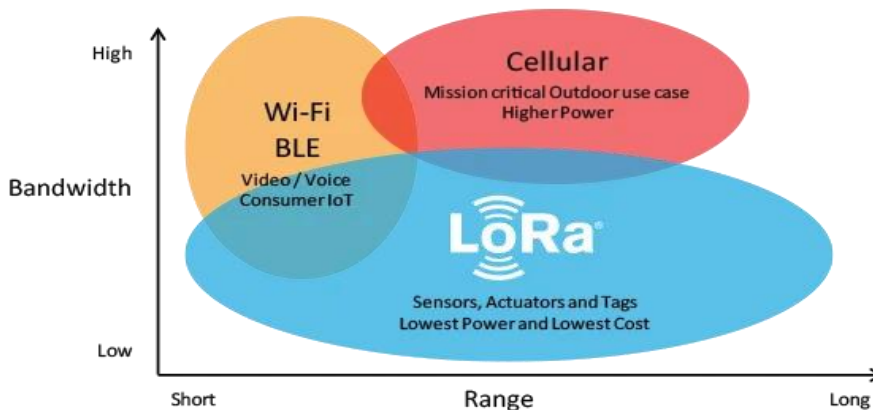 High
Cellular
Mission critical Outdoor use case
Higher Power
Wi-Fi
BLE
Video / Voice
Consumer IoT
Bandwidth
LoRa®
Sensors, Actuators and Tags
Lowest Power and Lowest Cost
Low
Short
Range
Long